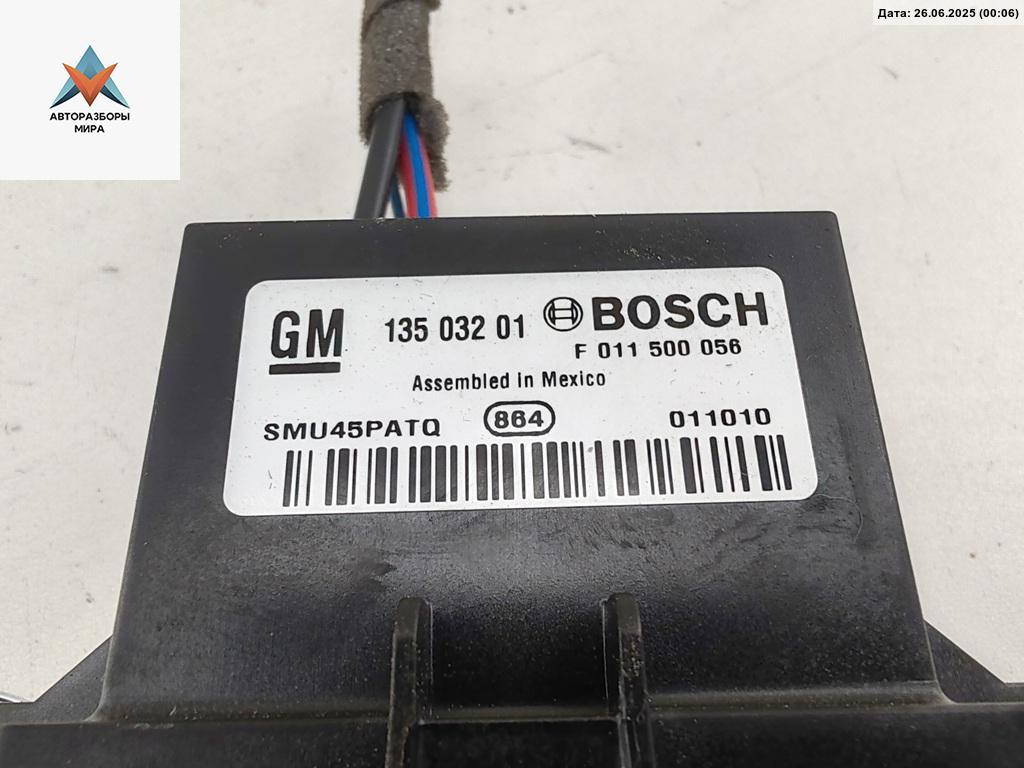 Дата: 26.06.2025 (00:06)
АВТОРАЗБОРЫ
МИРА
GM 135 032 01 BOSCH
F 011 500 056
Assembled in Mexico
SMU45PATQ 864 011010